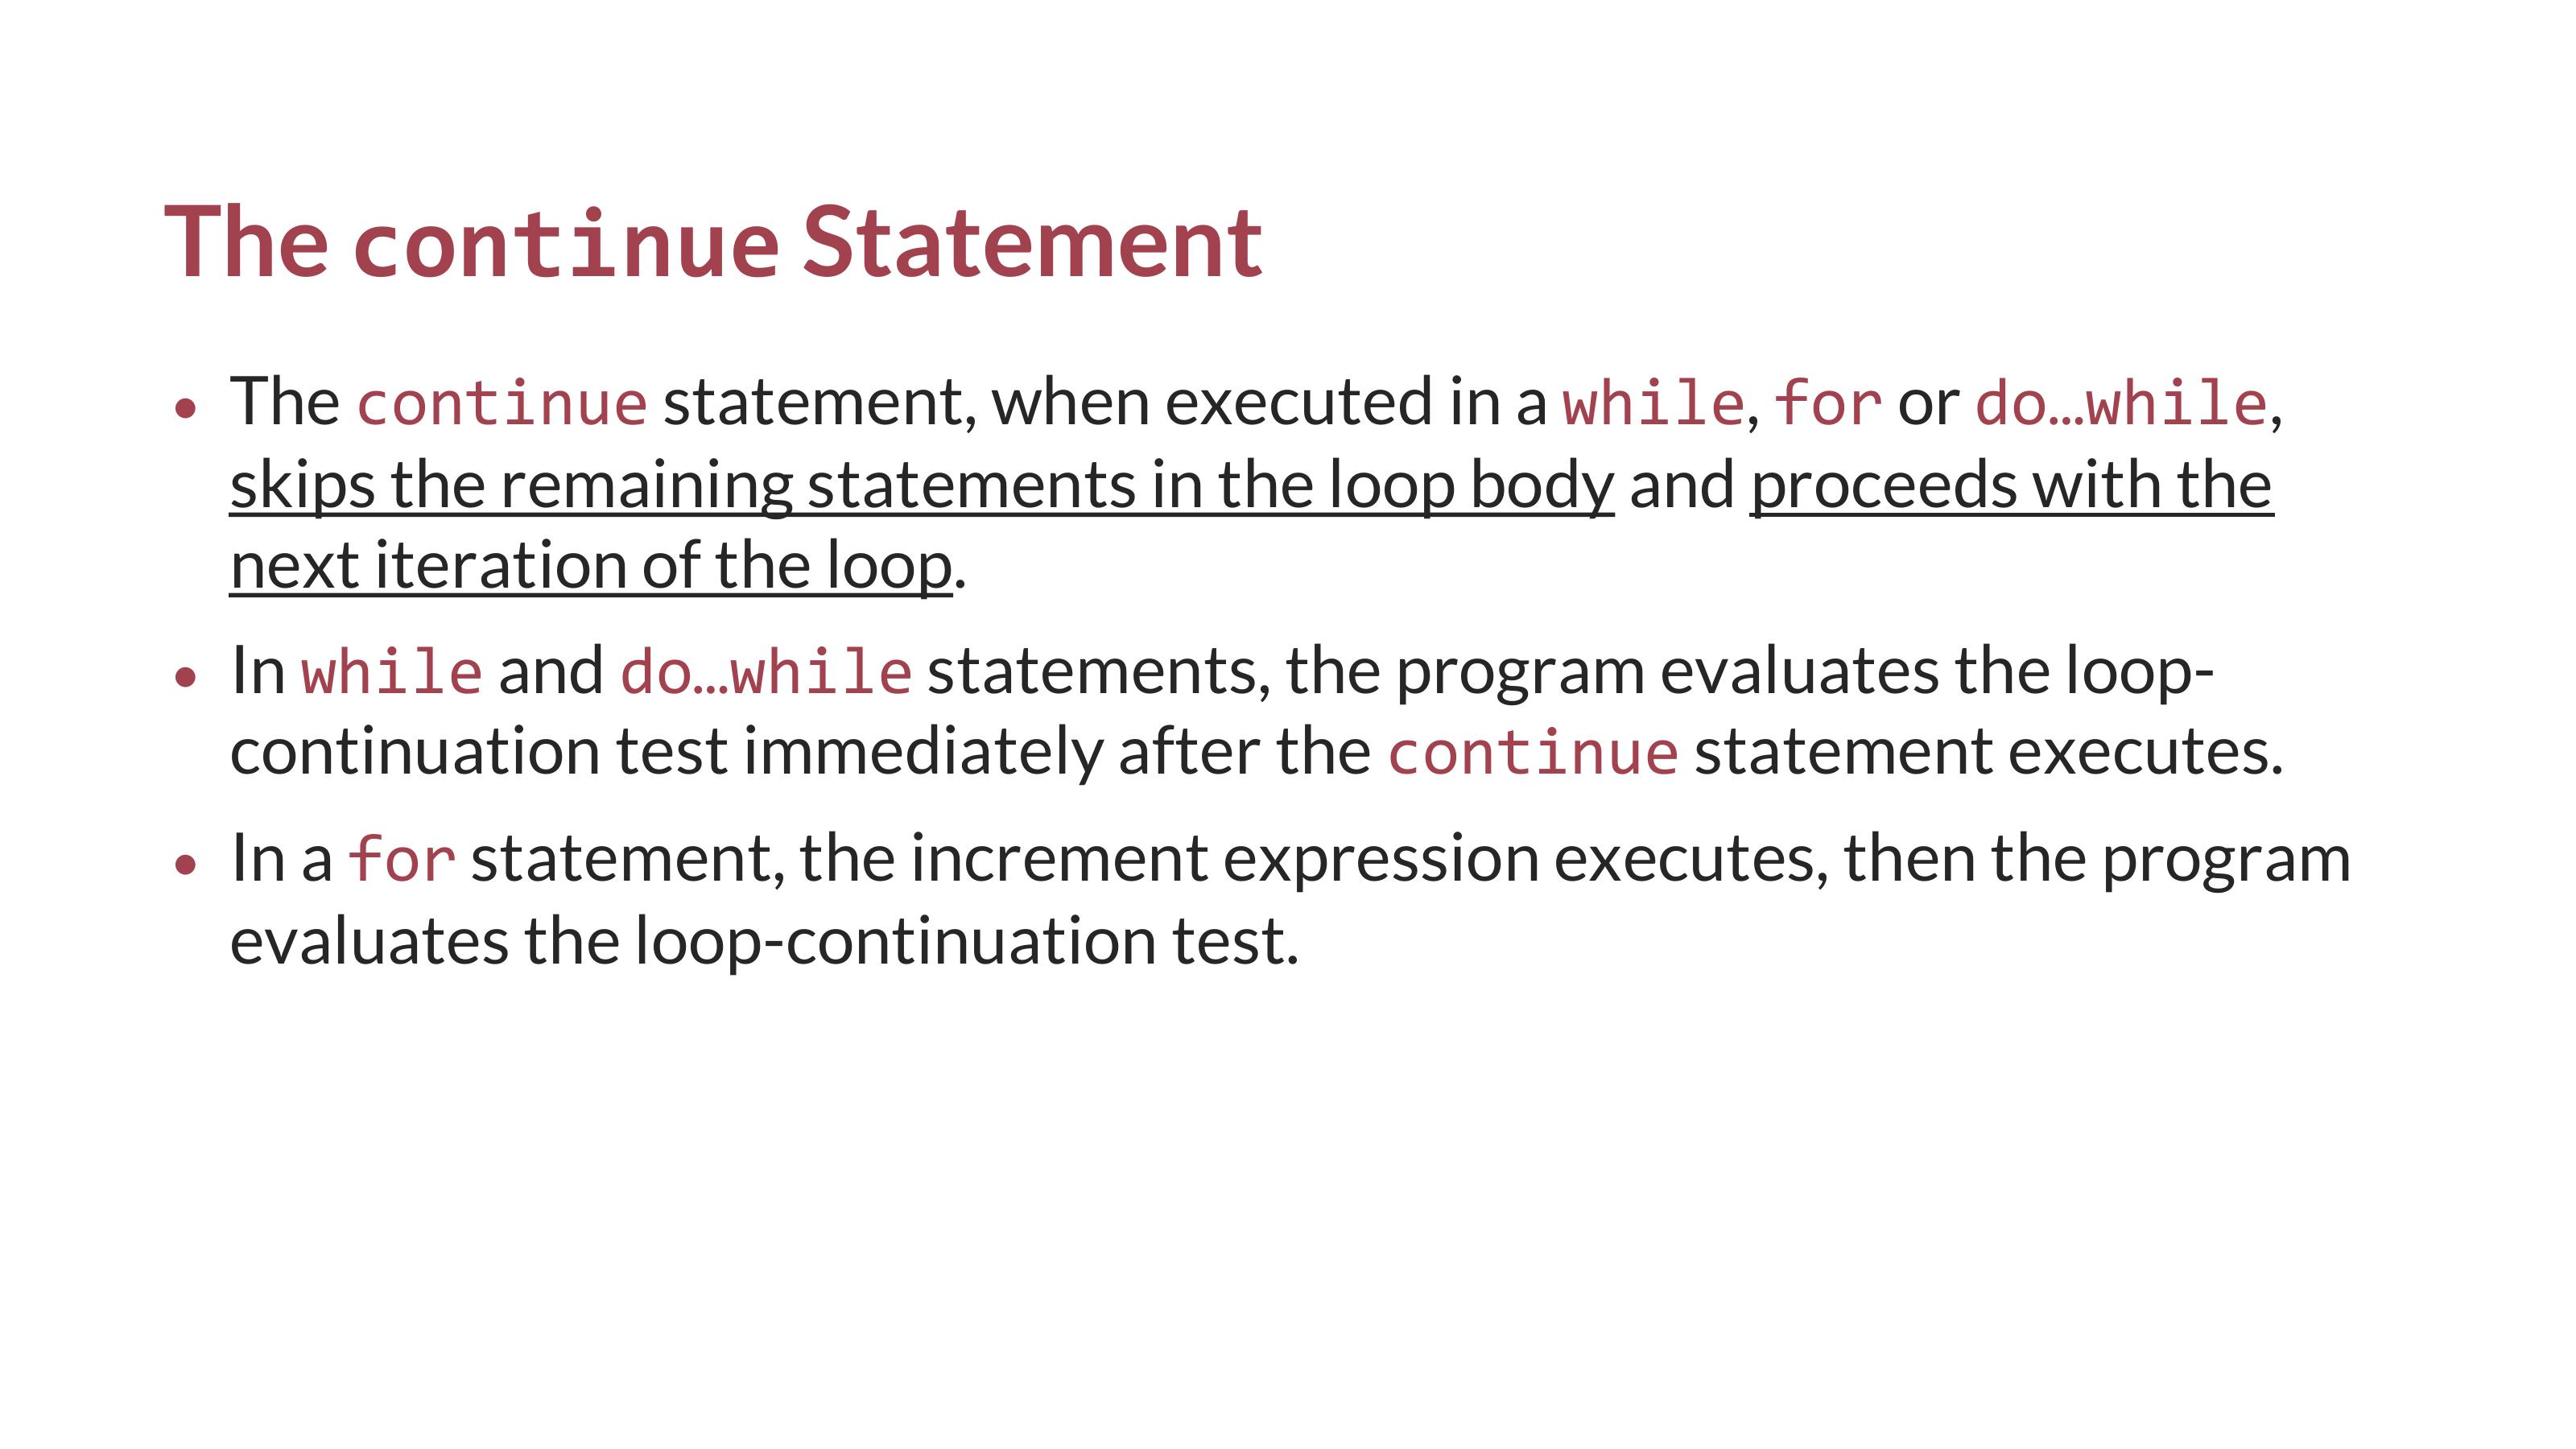 The continue Statement
• The continue statement, when executed in a while, for or do…while,
skips the remaining statements in the loop body and proceeds with the
next iteration of the loop.
• In while and do…while statements, the program evaluates the loop-
continuation test immediately after the continue statement executes.
• In a for statement, the increment expression executes, then the program
evaluates the loop-continuation test.